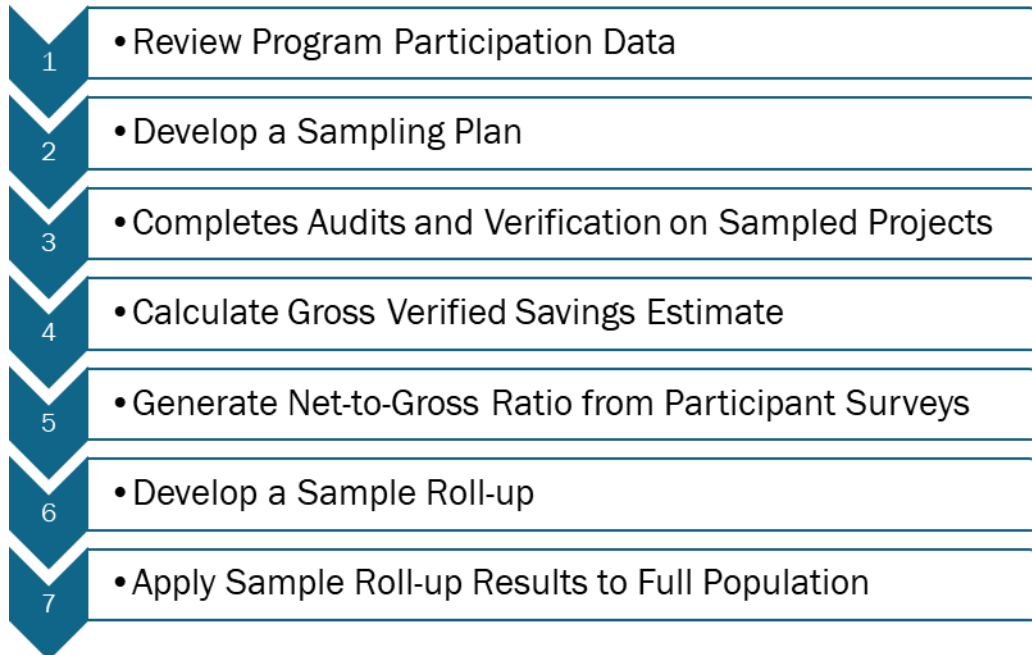 1
•Review Program Participation Data
2
•Develop a Sampling Plan
3
•Completes Audits and Verification on Sampled Projects
4
•Calculate Gross Verified Savings Estimate
5
•Generate Net-to-Gross Ratio from Participant Surveys
6
•Develop a Sample Roll-up
7
•Apply Sample Roll-up Results to Full Population